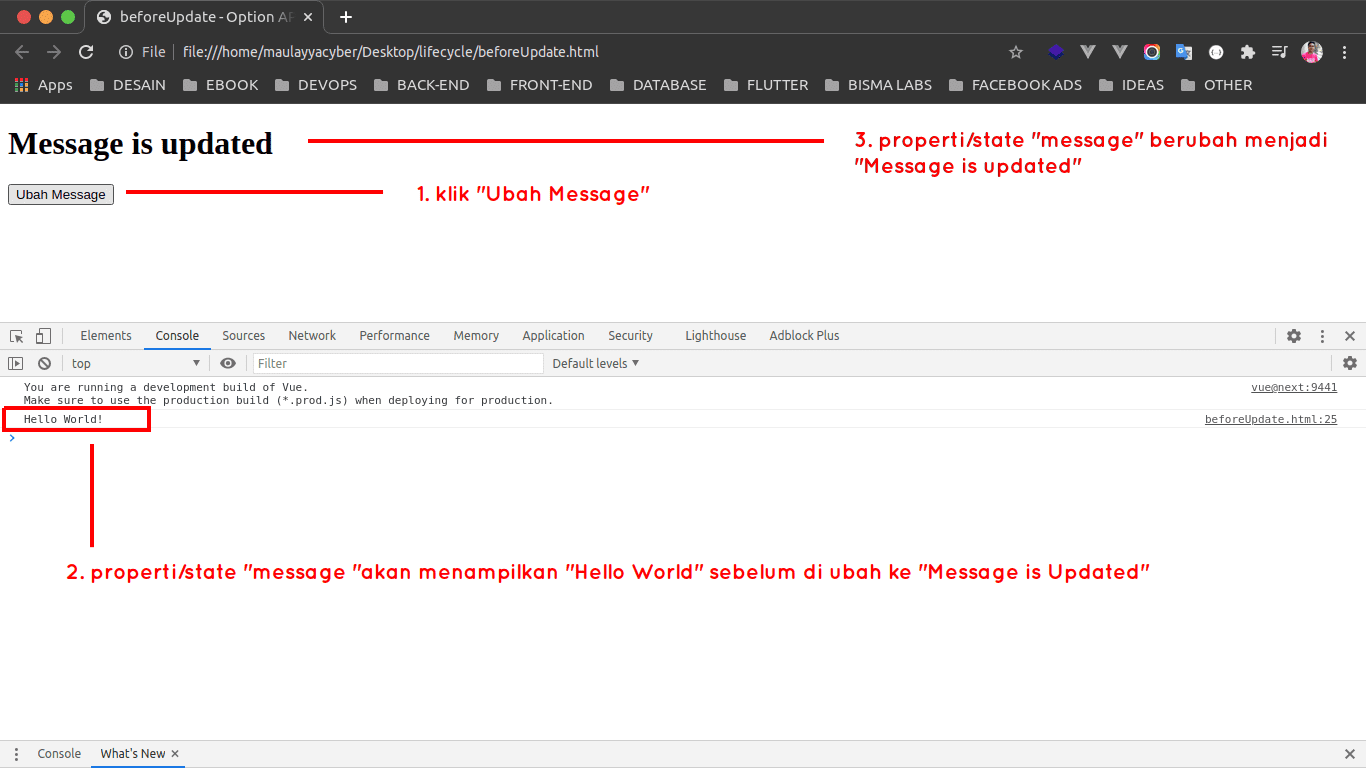 beforeUpdate - Option AP
File
file:///home/maulayyacyber/Desktop/lifecycle/beforeUpdate.html
Apps DESAIN EBOOK DEVOPS BACK-END FRONT-END DATABASE FLUTTER BISMA LABS FACEBOOK ADS IDEAS OTHER
Message is updated
3. properti/state "message" berubah menjadi
"Message is updated"
Ubah Message
1. klik "Ubah Message"
Elements Console Sources Network Performance Memory Application Security Lighthouse Adblock Plus
top Filter Default levels
You are running a development build of Vue. vue@next:9441
Make sure to use the production build (*.prod.js) when deploying for production.
Hello World! beforeUpdate.html:25
2. properti/state "message "akan menampilkan "Hello World" sebelum di ubah ke "Message is Updated"
Console What's New